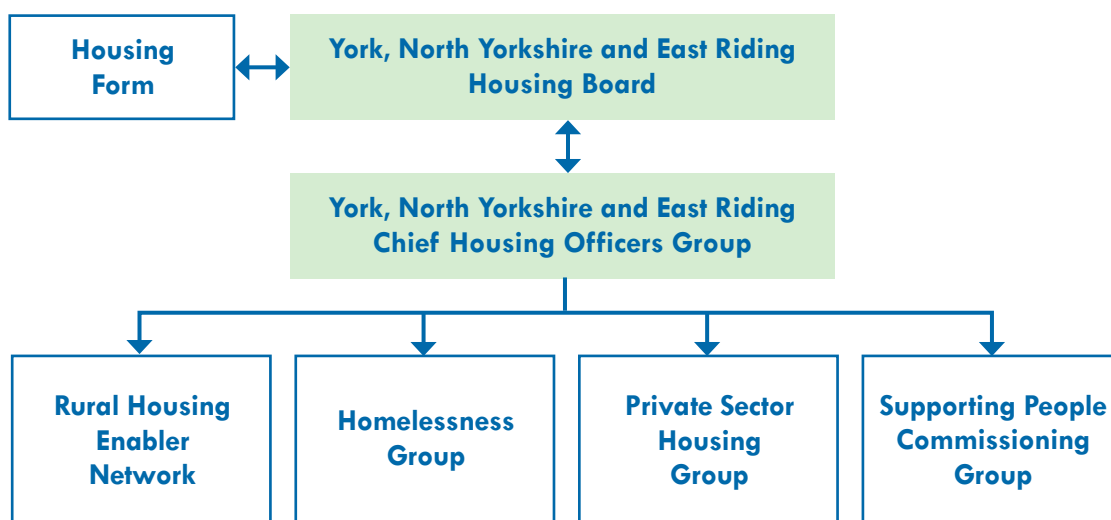 Housing
Form
York, North Yorkshire and East Riding
Housing Board
York, North Yorkshire and East Riding
Chief Housing Officers Group
Rural Housing
Enabler
Network
Homelessness
Group
Private Sector
Housing
Group
Supporting People
Commissioning
Group